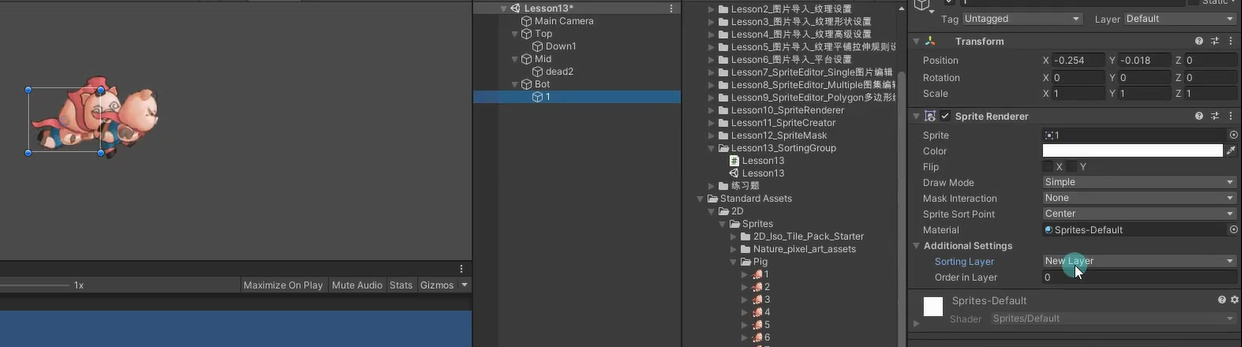 1
Static
Tag Untagged Layer Default
Transform
Position X -0.254 Y -0.018 Z 0
Rotation X 0 Y 0 Z 0
Scale X 1 Y 1 Z 1
Sprite Renderer
Sprite 1
Color
Flip X Y
Draw Mode Simple
Mask Interaction None
Sprite Sort Point Center
Material Sprites-Default
Additional Settings
Sorting Layer New Layer
Order in Layer 0
Sprites-Default
Shader Sprites/Default
Lesson13*
Main Camera
Top
Down1
Mid
dead2
Bot
1
Lesson2_图片导入_纹理设置
Lesson3_图片导入_纹理形状设置
Lesson4_图片导入_纹理高级设置
Lesson5_图片导入_纹理平铺拉伸规则设
Lesson6_图片导入_平台设置
Lesson7_SpriteEditor_Single图片编辑
Lesson8_SpriteEditor_Multiple图集编辑
Lesson9_SpriteEditor_Polygon多边形编
Lesson10_SpriteRenderer
Lesson11_SpriteCreator
Lesson12_SpriteMask
Lesson13_SortingGroup
Lesson13
Lesson13
练习题
Standard Assets
2D
Sprites
2D_Iso_Tile_Pack_Starter
Nature_pixel_art_assets
Pig
1
2
3
4
5
6
1x
Maximize On Play Mute Audio Stats Gizmos